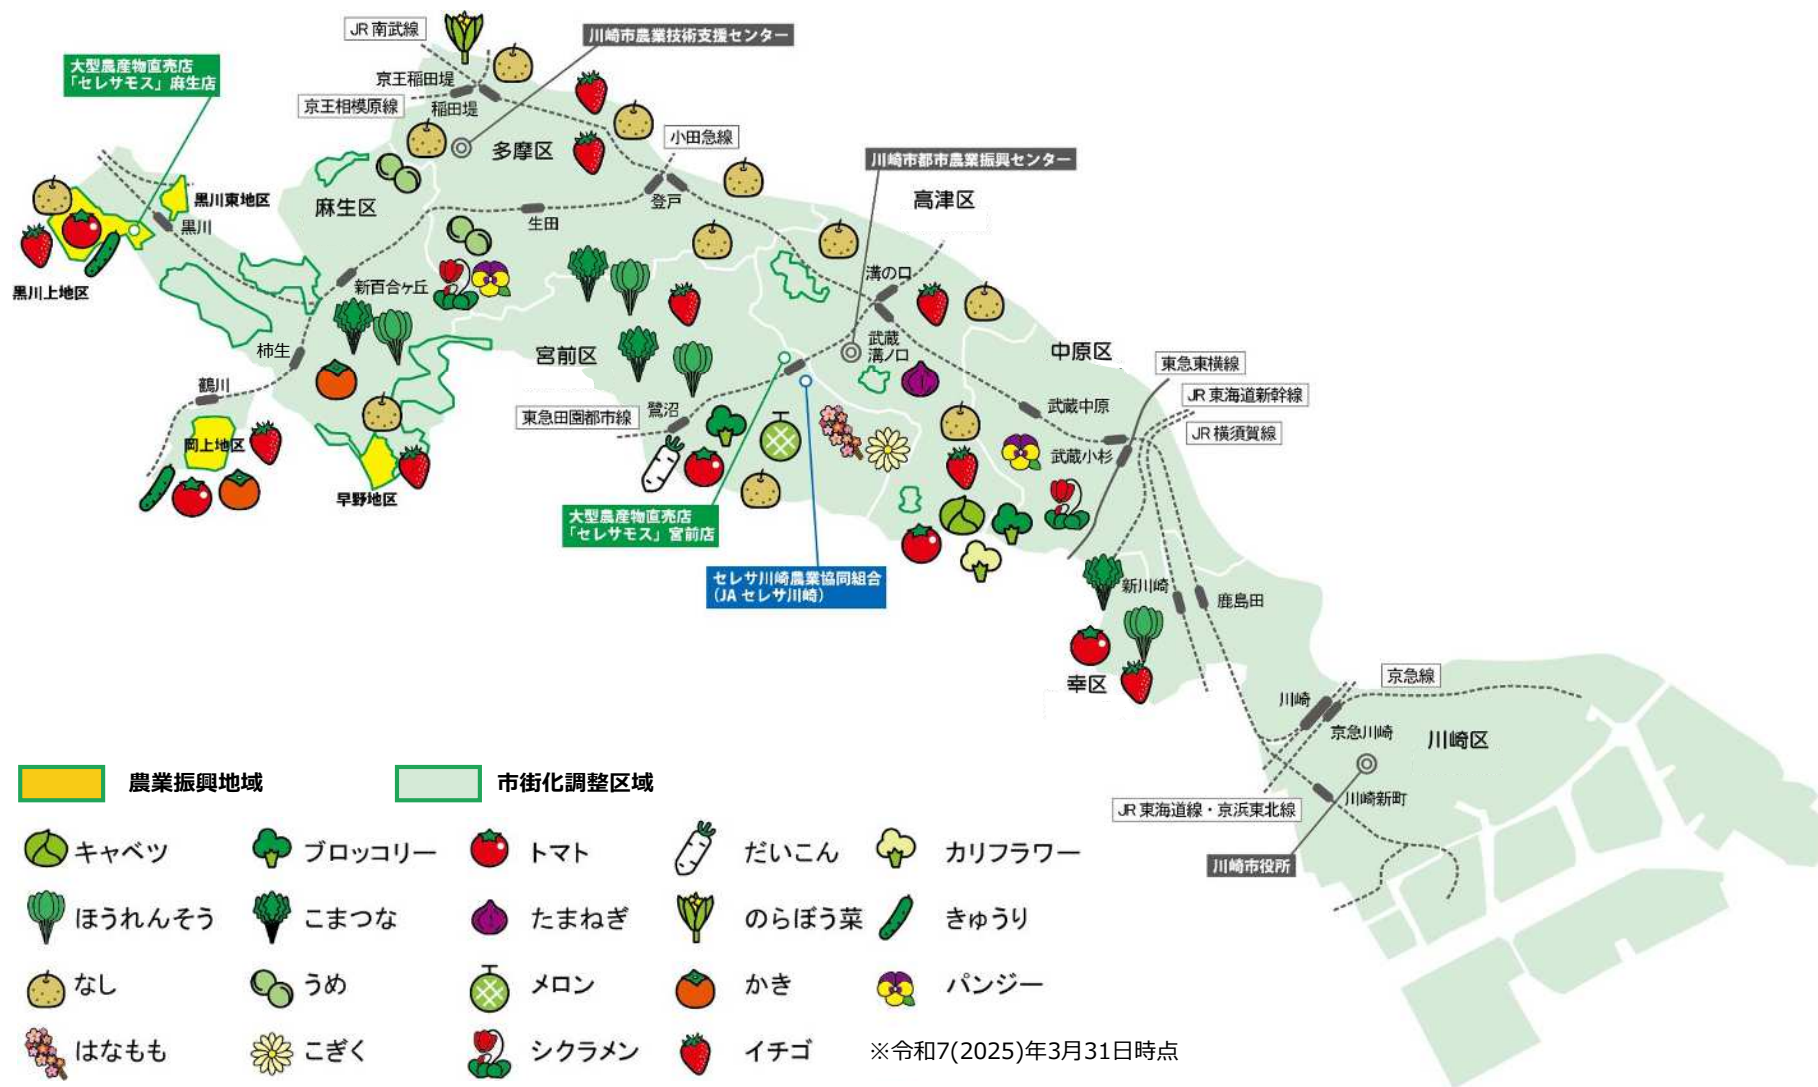 JR 南武線
川崎市農業技術支援センター
大型農産物直売店
「セレサモス」麻生店
京王稲田堤
京王相模原線
稲田堤
小田急線
多摩区
川崎市都市農業振興センター
黒川東地区
麻生区
登戸
高津区
黒川
生田
黒川上地区
新百合ヶ丘
溝の口
柿生
宮前区
武蔵
溝ノ口
中原区
東急東横線
鶴川
JR 東海道新幹線
東急田園都市線
鷺沼
武蔵中原
JR 横須賀線
岡上地区
武蔵小杉
早野地区
大型農産物直売店
「セレサモス」宮前店
セレサ川崎農業協同組合
(JA セレサ川崎)
新川崎
鹿島田
幸区
京急線
川崎
京急川崎
川崎区
農業振興地域
市街化調整区域
川崎新町
JR 東海道線・京浜東北線
川崎市役所
キャベツ
ブロッコリー
トマト
だいこん
カリフラワー
ほうれんそう
こまつな
たまねぎ
のらぼう菜
きゅうり
なし
うめ
メロン
かき
パンジー
はなもも
こぎく
シクラメン
イチゴ
※令和7(2025)年3月31日時点